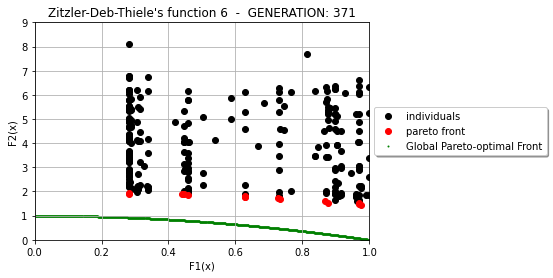 Zitzler-Deb-Thiele's function 6 - GENERATION: 371
F2(x)
9
8
7
6
5
4
3
2
1
0
0.0 0.2 0.4 0.6 0.8 1.0
F1(x)
individuals
pareto front
Global Pareto-optimal Front